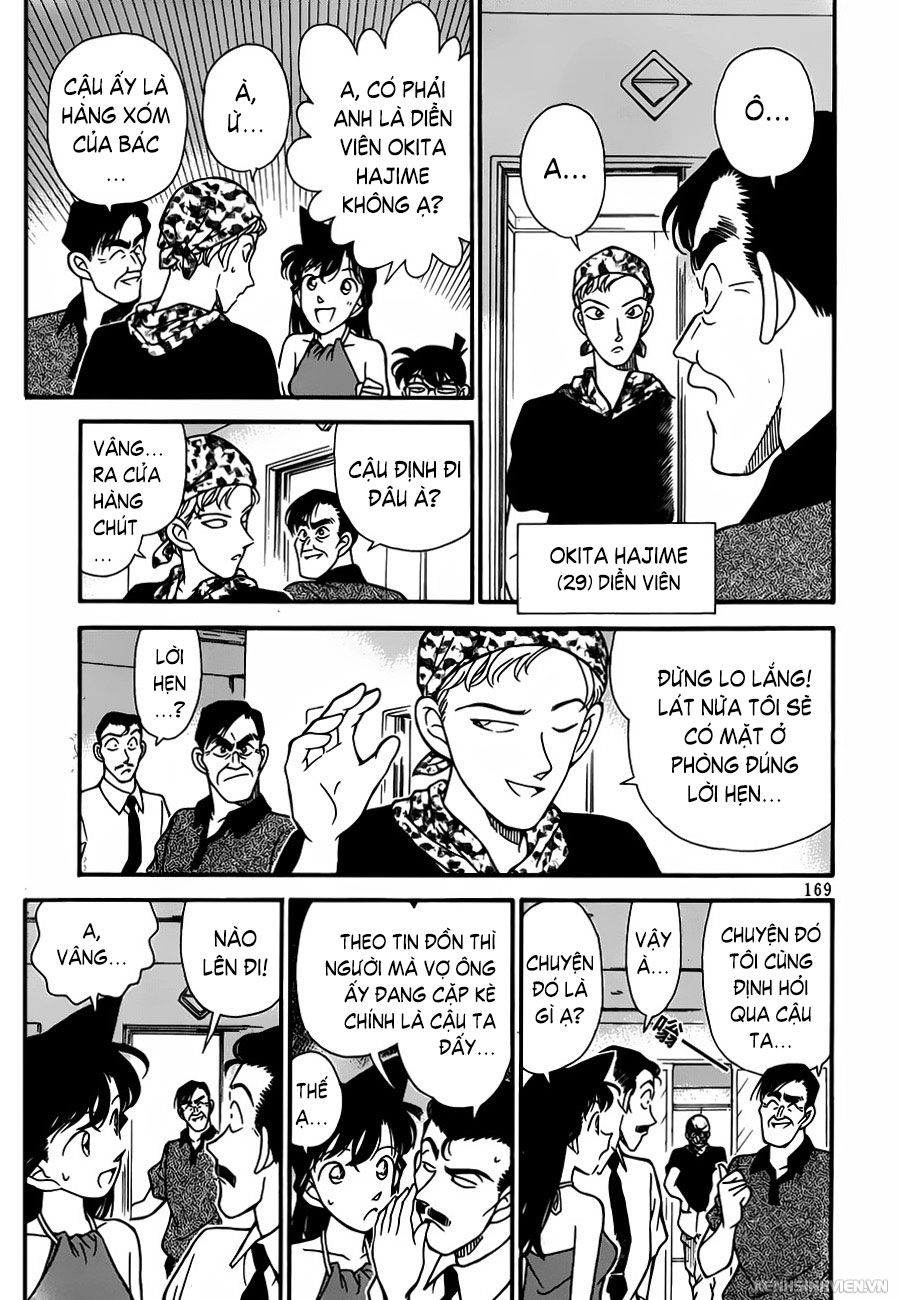 Ô...
A...
OKITA HAJIME
(29) DIỄN VIÊN
A, CÓ PHẢI
ANH LÀ DIỄN
VIÊN OKITA
HAJIME
KHÔNG Ạ?
À,
Ừ...
CẬU ẤY LÀ
HÀNG XÓM
CỦA BÁC
...
CẬU ĐỊNH ĐI
ĐÂU À?
VÂNG...
RA CỬA
HÀNG
CHÚT
...
ĐỪNG LO LẮNG!
LÁT NỮA TÔI SẼ
CÓ MẶT Ở
PHÒNG ĐÚNG
LỜI HẸN...
LỜI
HẸN
...?
169
CHUYỆN ĐÓ
TÔI CŨNG
ĐỊNH HỎI
QUA CẬU
TA...
VẬY
À...
嗡
CHUYỆN
ĐÓ LÀ
GÌ Ạ?
THEO TIN ĐỒN THÌ
NGƯỜI MÀ VỢ ÔNG
ẤY ĐANG CẶP KÈ
CHÍNH LÀ CẬU TA
ĐẤY...
THẾ
Ạ...
NÀO
LÊN ĐI!
A,
VÂNG...
KENHSINHVIEN.VN